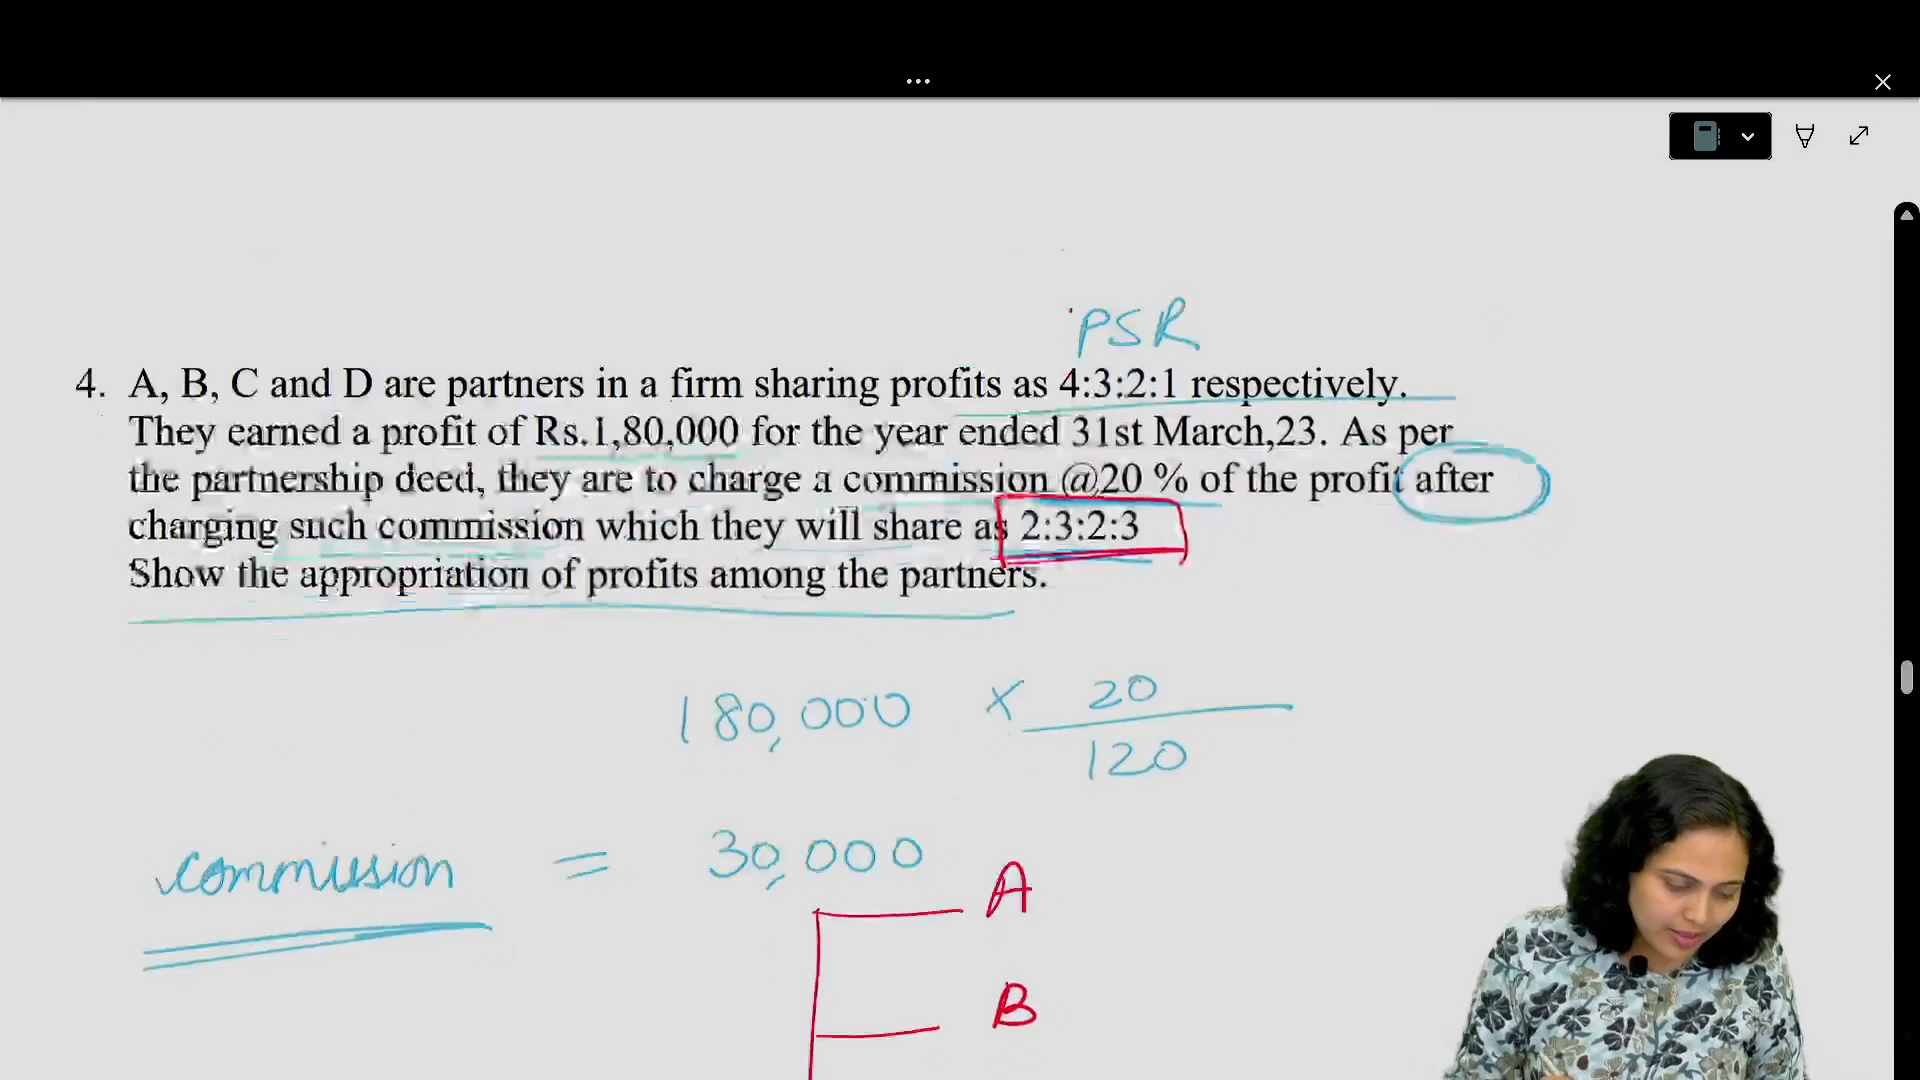 PSR
4. A, B, C and D are partners in a firm sharing profits as 4:3:2:1 respectively.
They earned a profit of Rs.1,80,000 for the year ended 31st March,23. As per
the partnership deed, they are to charge a commission @20 % of the profit after
charging such commission which they will share as 2:3:2:3
Show the appropriation of profits among the partners.
180,000 × 20
120
commission = 30,000
A
B